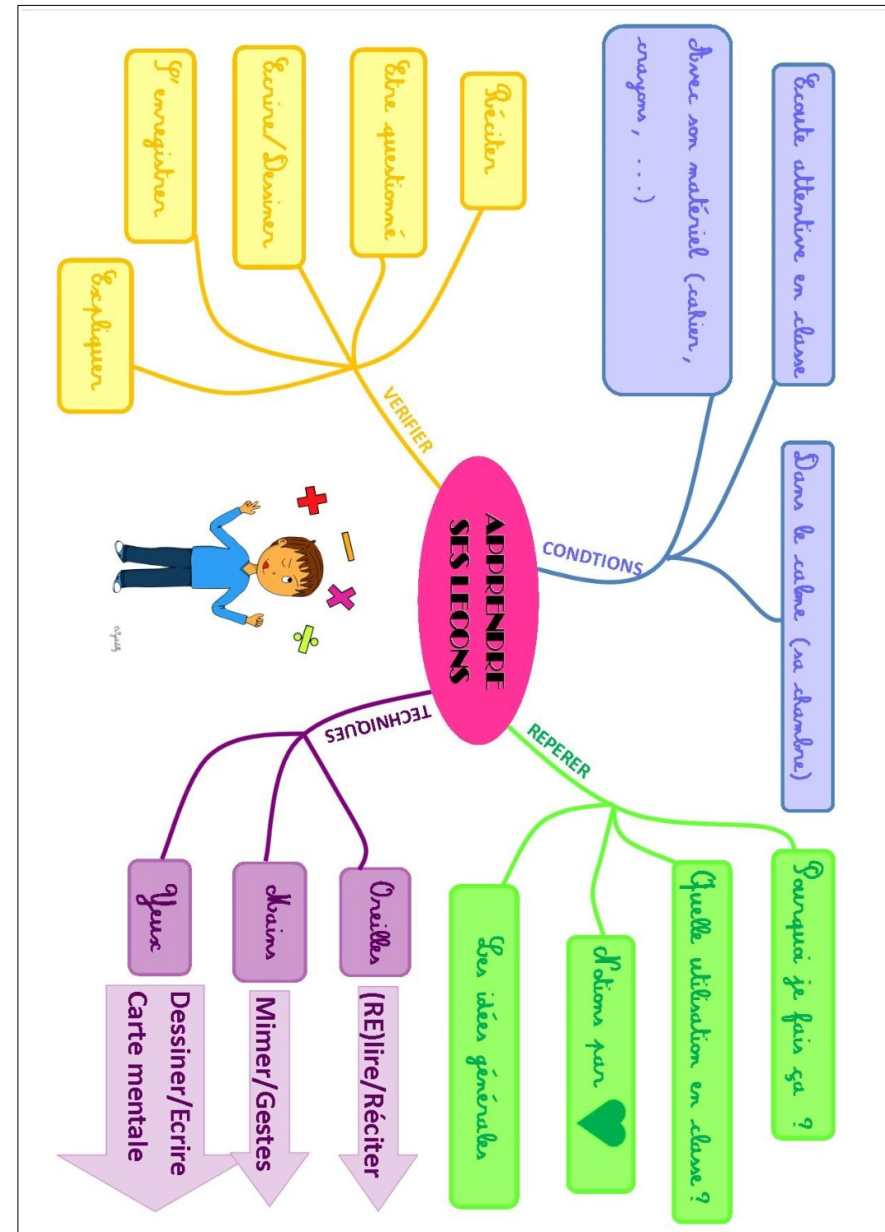 APPRENDRE
SES LECONS
CONDTIONS
Ecoute attentive en classe
Avec son matériel (cahier,
crayons, ...)
Dans le calme (sa chambre)
REPERER
Pourquoi je fais ça ?
Quelle utilisation en classe ?
Notions par
Les idées générales
TECHNIQUES
Oreilles
(RE)lire/Réciter
Mains
Mimer/Gestes
Yeux
Dessiner/Ecrire
Carte mentale
VERIFIER
Réciter
Etre questionné
Ecrire/Dessiner
S'enregistrer
Expliquer